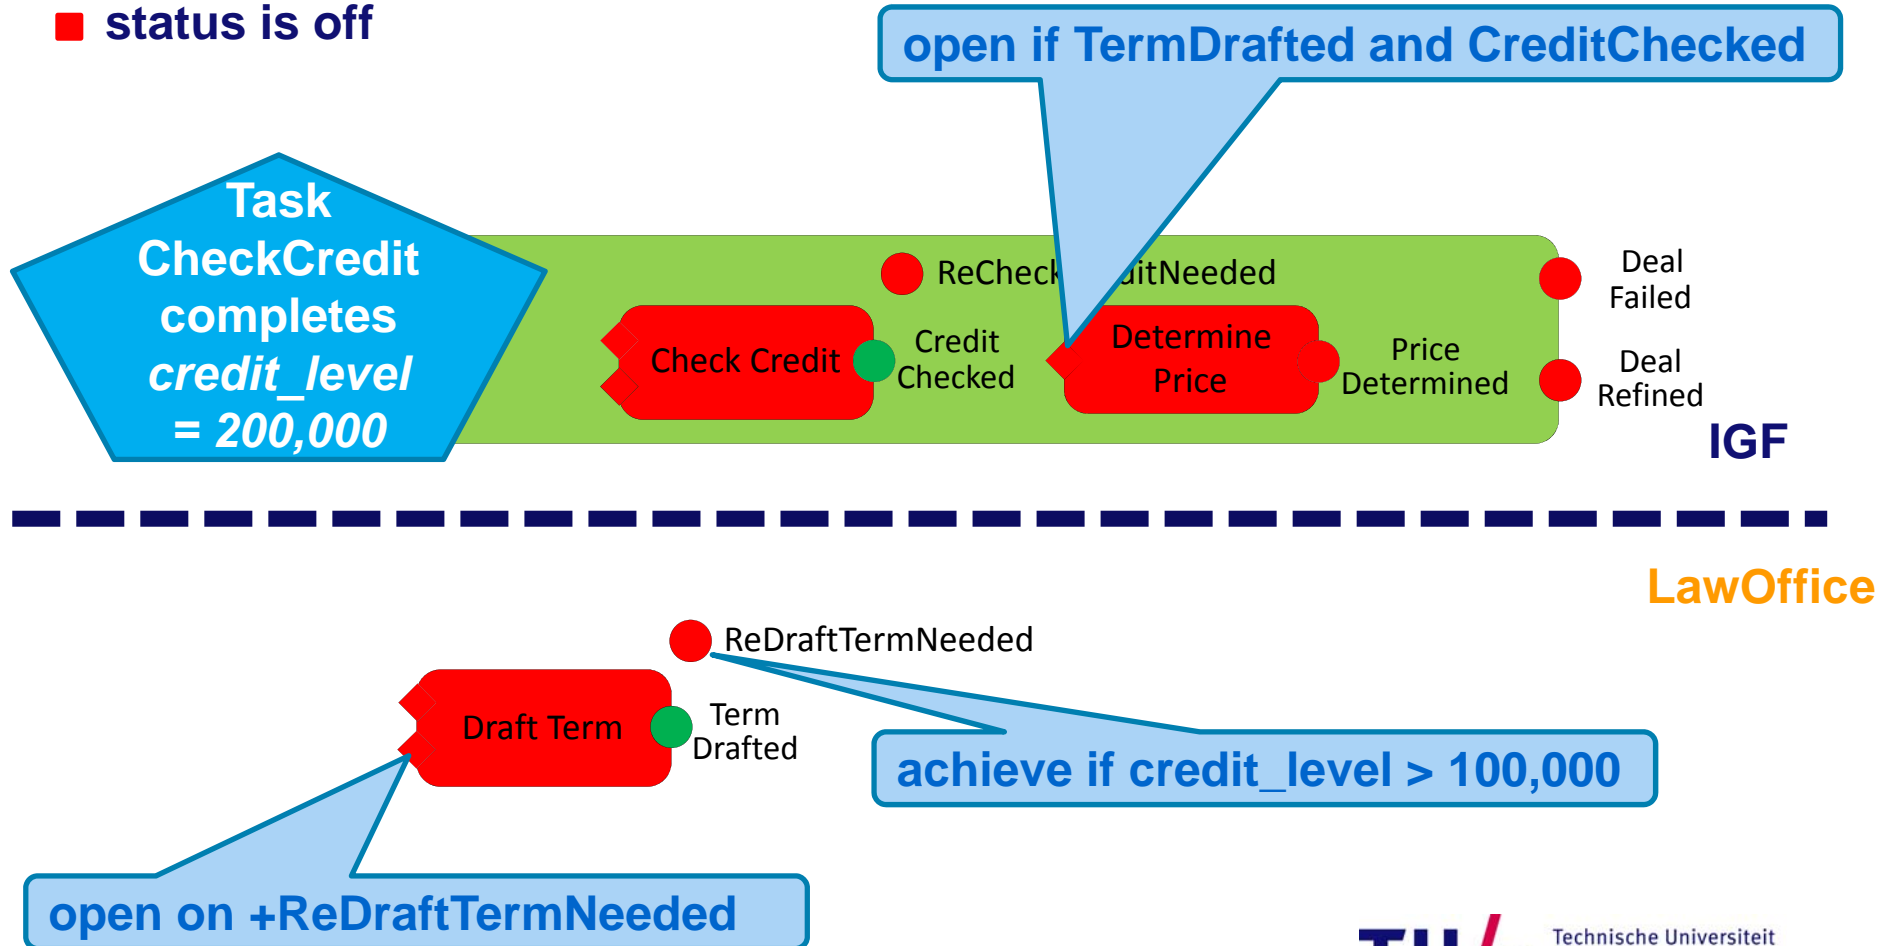 status is off
open if TermDrafted and CreditChecked
Task
CheckCredit
completes
credit_level
= 200,000
ReCheck
itNeeded
Check Credit
Credit
Checked
Determine
Price
Price
Determined
Deal
Failed
Deal
Refined
IGF
LawOffice
ReDraftTermNeeded
Draft Term
Term
Drafted
achieve if credit_level > 100,000
open on +ReDraftTermNeeded
Technische Universiteit